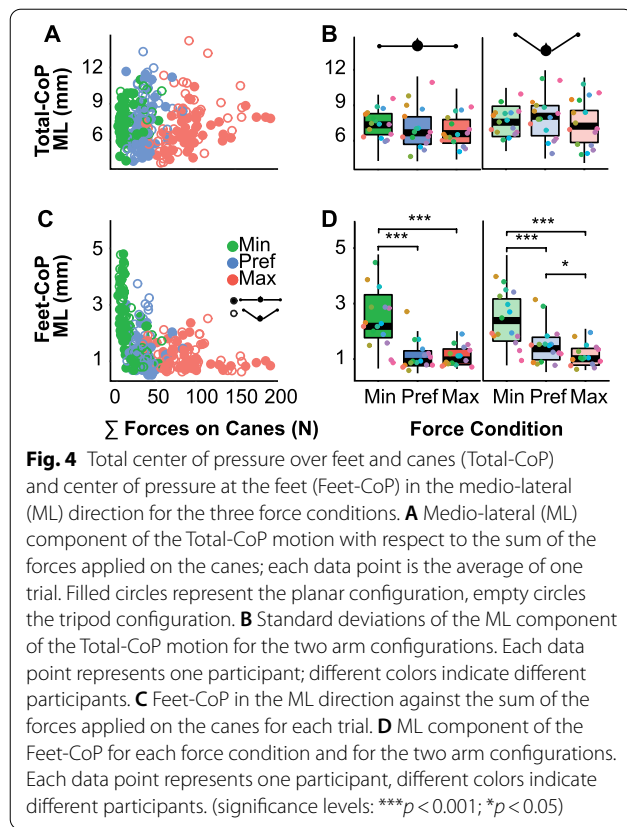 A
B
Total-CoP
ML (mm)
12
9
6
12
9
6
C
D
Feet-CoP
ML (mm)
5
3
1
Min
Pref
Max
5
3
1
***
***
***
***
*
0 50 100 150 200
Min Pref Max Min Pref Max
∑ Forces on Canes (N)
Force Condition
Fig. 4 Total center of pressure over feet and canes (Total-CoP)
and center of pressure at the feet (Feet-CoP) in the medio-lateral
(ML) direction for the three force conditions. A Medio-lateral (ML)
component of the Total-CoP motion with respect to the sum of the
forces applied on the canes; each data point is the average of one
trial. Filled circles represent the planar configuration, empty circles
the tripod configuration. B Standard deviations of the ML component
of the Total-CoP motion for the two arm configurations. Each data
point represents one participant; different colors indicate different
participants. C Feet-CoP in the ML direction against the sum of the
forces applied on the canes for each trial. D ML component of the
Feet-CoP for each force condition and for the two arm configurations.
Each data point represents one participant, different colors indicate
different participants. (significance levels: ***p < 0.001; *p < 0.05)